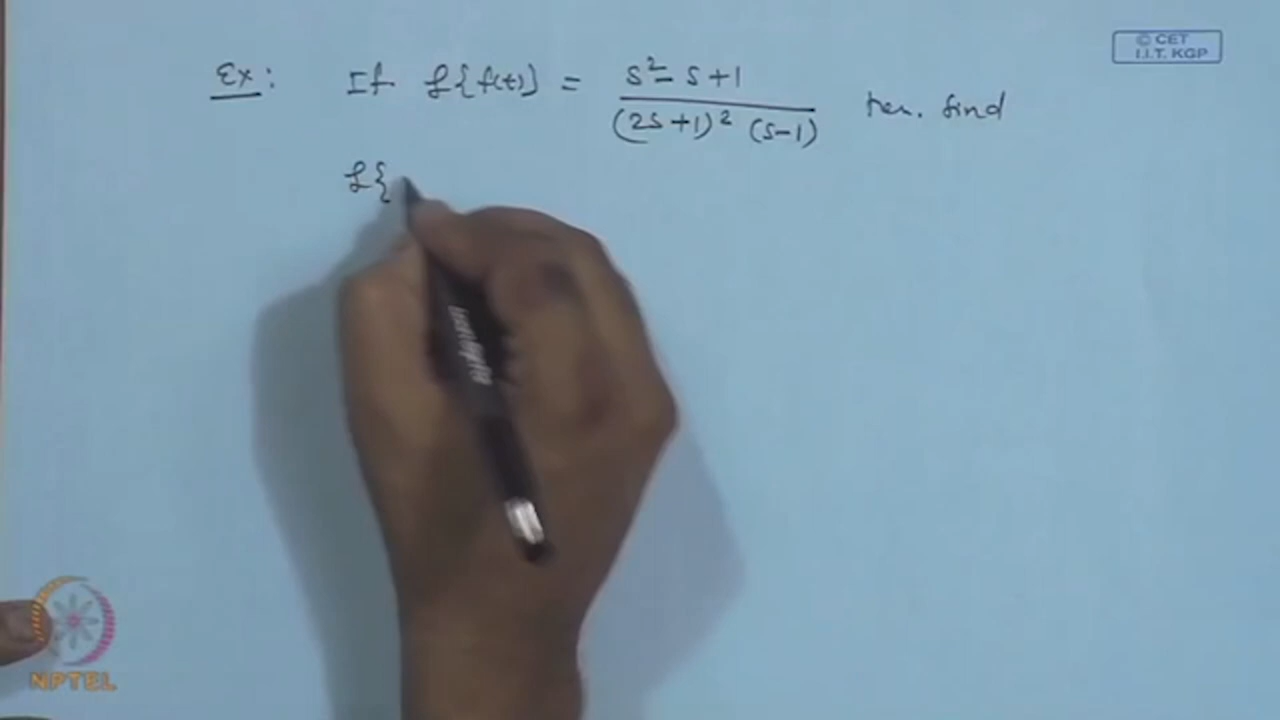 © CET
I.I.T. KGP
Ex: If ℒ{f(t)} = (s² - s + 1) / ((2s+1)² (s-1)) then find
ℒ{
NPTEL